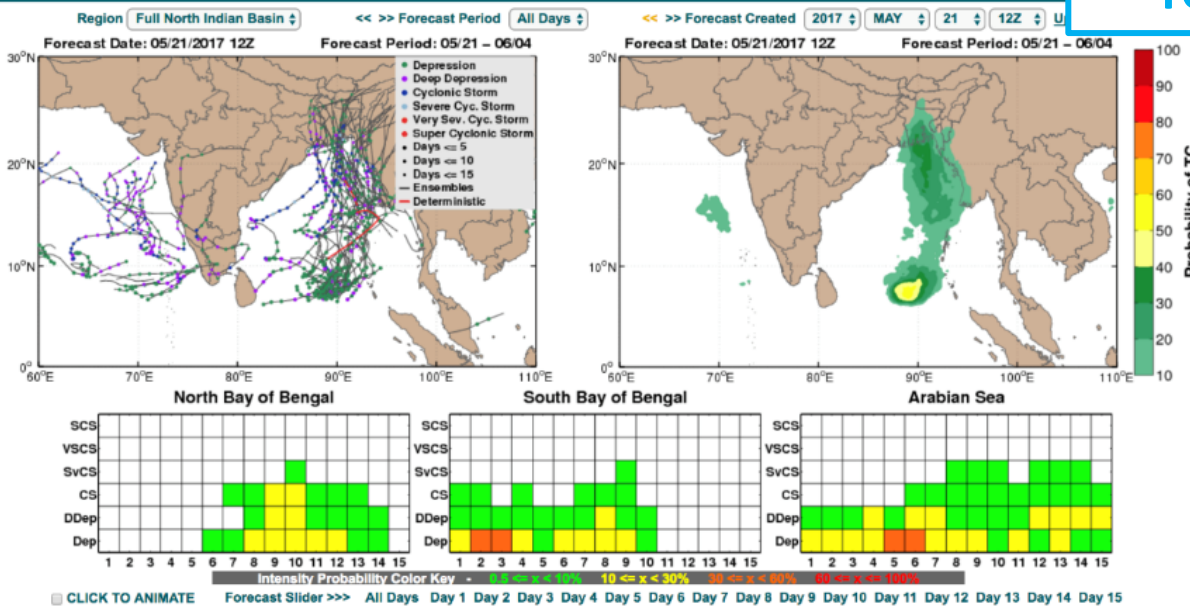 Region Full North Indian Basin << >> Forecast Period All Days << >> Forecast Created 2017 MAY 21 12Z
Forecast Date: 05/21/2017 12Z Forecast Period: 05/21 – 06/04 Forecast Date: 05/21/2017 12Z Forecast Period: 05/21 – 06/04
30°N
20°N
10°N
0°
60°E 70°E 80°E 90°E 100°E 110°E
Depression
Deep Depression
Cyclonic Storm
Severe Cyc. Storm
Very Sev. Cyc. Storm
Super Cyclonic Storm
Days <= 5
Days <= 10
Days <= 15
Ensembles
Deterministic
30°N
20°N
10°N
0°
60°E 70°E 80°E 90°E 100°E 110°E
100
90
80
70
60
50
40
30
20
10
Probability of TC
North Bay of Bengal
SCS
VSCS
SvCS
CS
DDep
Dep
1 2 3 4 5 6 7 8 9 10 11 12 13 14 15
South Bay of Bengal
SCS
VSCS
SvCS
CS
DDep
Dep
1 2 3 4 5 6 7 8 9 10 11 12 13 14 15
Arabian Sea
SCS
VSCS
SvCS
CS
DDep
Dep
1 2 3 4 5 6 7 8 9 10 11 12 13 14 15
Intensity Probability Color Key - 0.5 <= x < 10% 10 <= x < 30% 30 <= x < 60% 60 <= x <= 100%
CLICK TO ANIMATE Forecast Slider >>> All Days Day 1 Day 2 Day 3 Day 4 Day 5 Day 6 Day 7 Day 8 Day 9 Day 10 Day 11 Day 12 Day 13 Day 14 Day 15